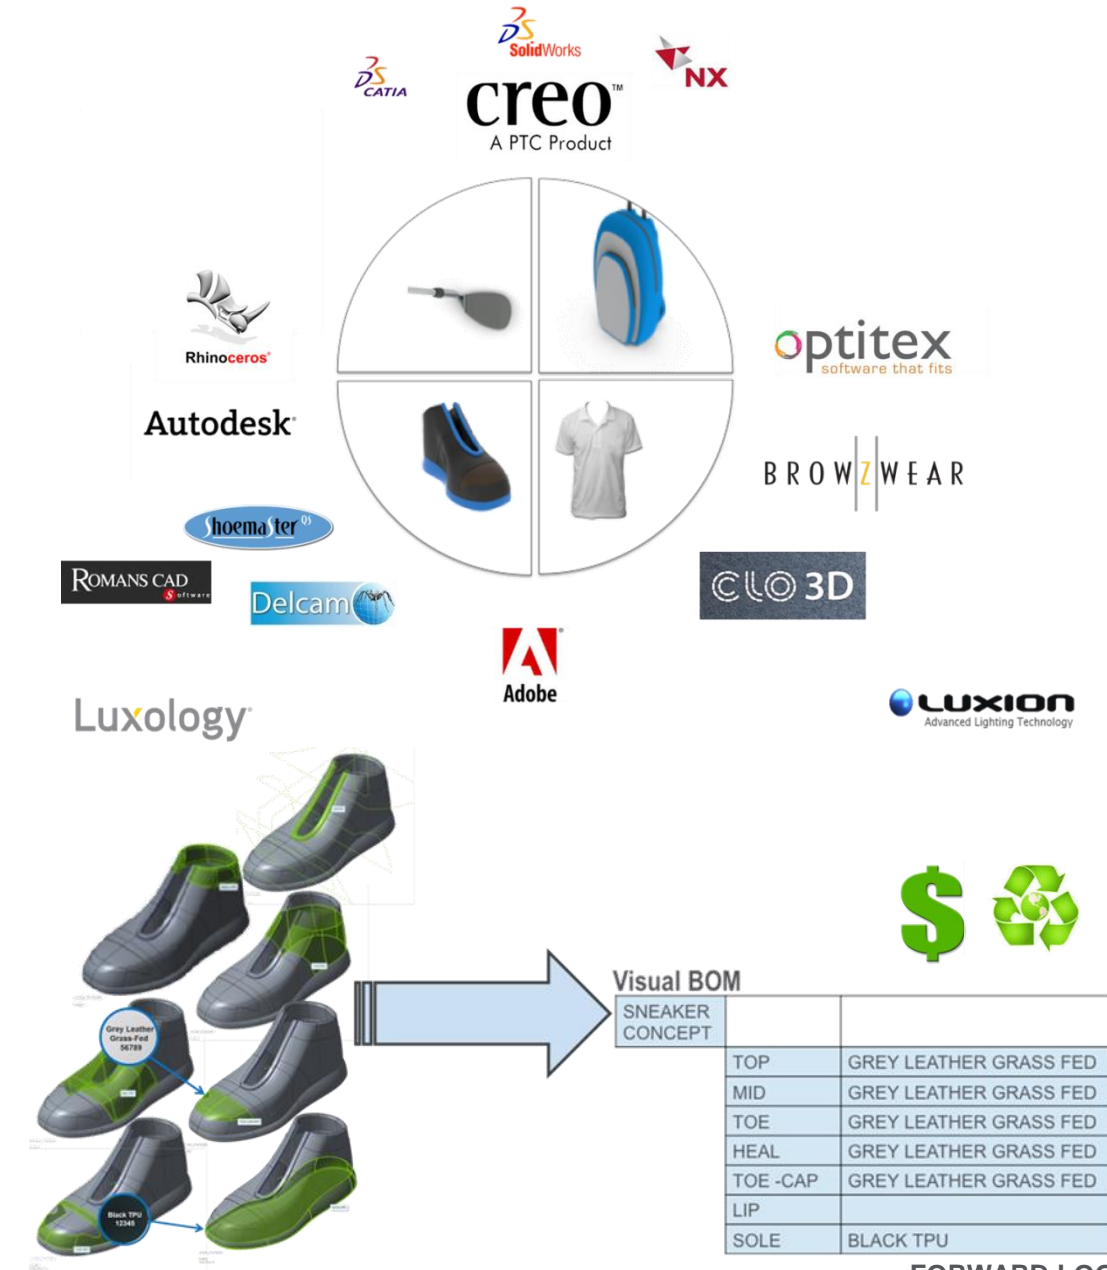 SolidWorks
CATIA
NX
creo™
A PTC Product
Rhinoceros®
Autodesk®
optitex
software that fits
BROWZWEAR
Shoemaster QS
ROMANS CAD
Software
Delcam
CLO 3D
Adobe®
Luxology®
LUXION
Advanced Lighting Technology
Grey Leather
Grass-Fed
56789
Black TPU
12345
Visual BOM
SNEAKER
CONCEPT
TOP GREY LEATHER GRASS FED
MID GREY LEATHER GRASS FED
TOE GREY LEATHER GRASS FED
HEAL GREY LEATHER GRASS FED
TOE -CAP GREY LEATHER GRASS FED
LIP
SOLE BLACK TPU